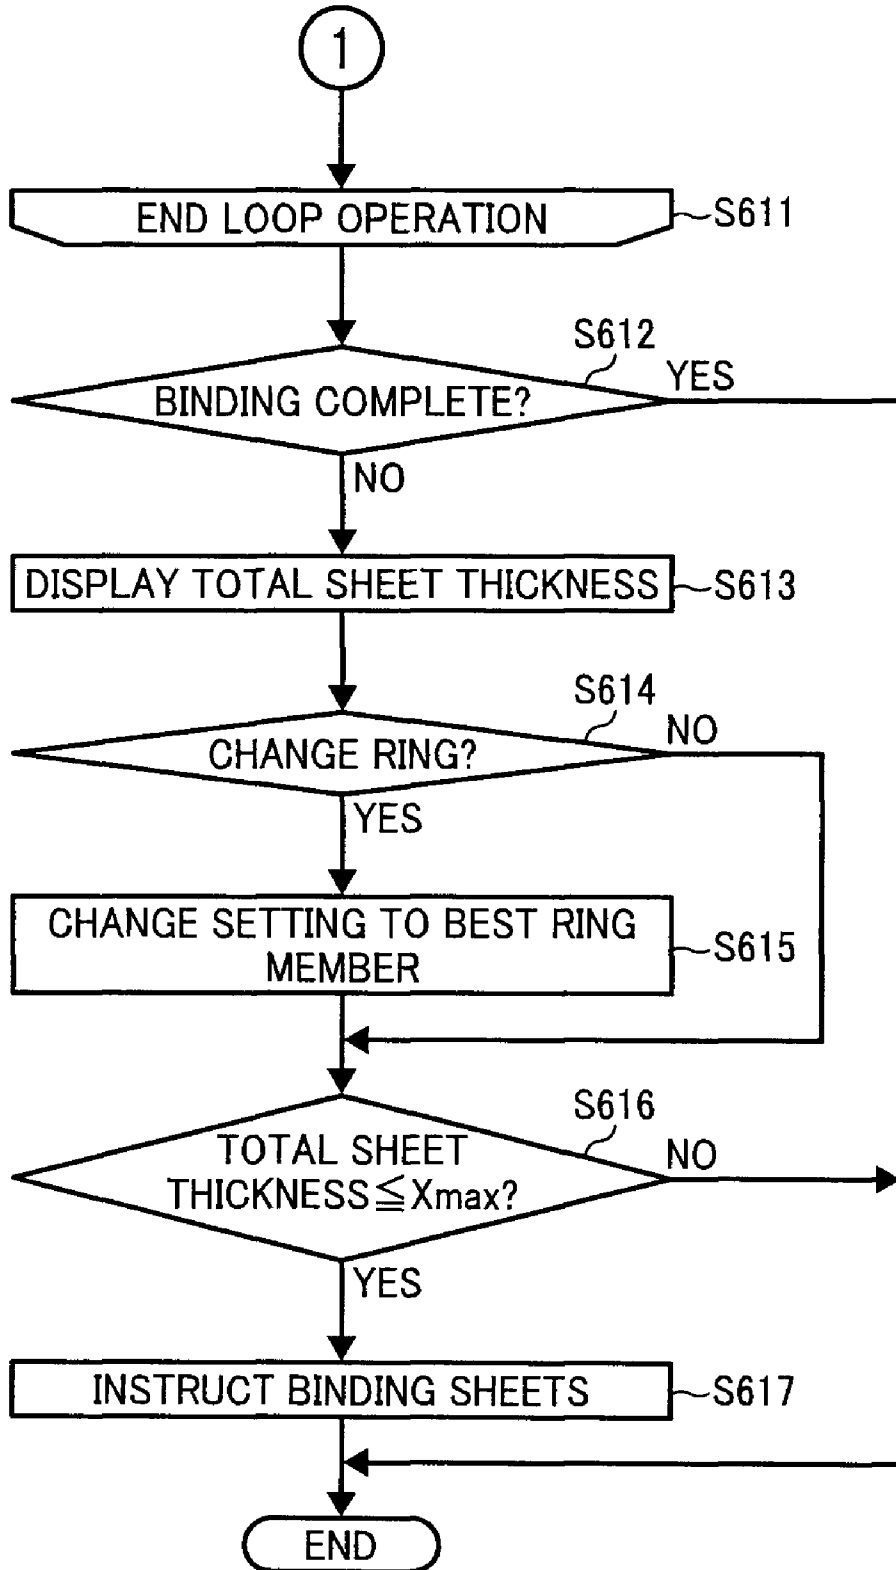 1
END LOOP OPERATION
S611
S612
BINDING COMPLETE?
YES
NO
DISPLAY TOTAL SHEET THICKNESS
S613
S614
CHANGE RING?
NO
YES
CHANGE SETTING TO BEST RING
MEMBER
S615
S616
TOTAL SHEET
THICKNESS≦Xmax?
NO
YES
INSTRUCT BINDING SHEETS
S617
END